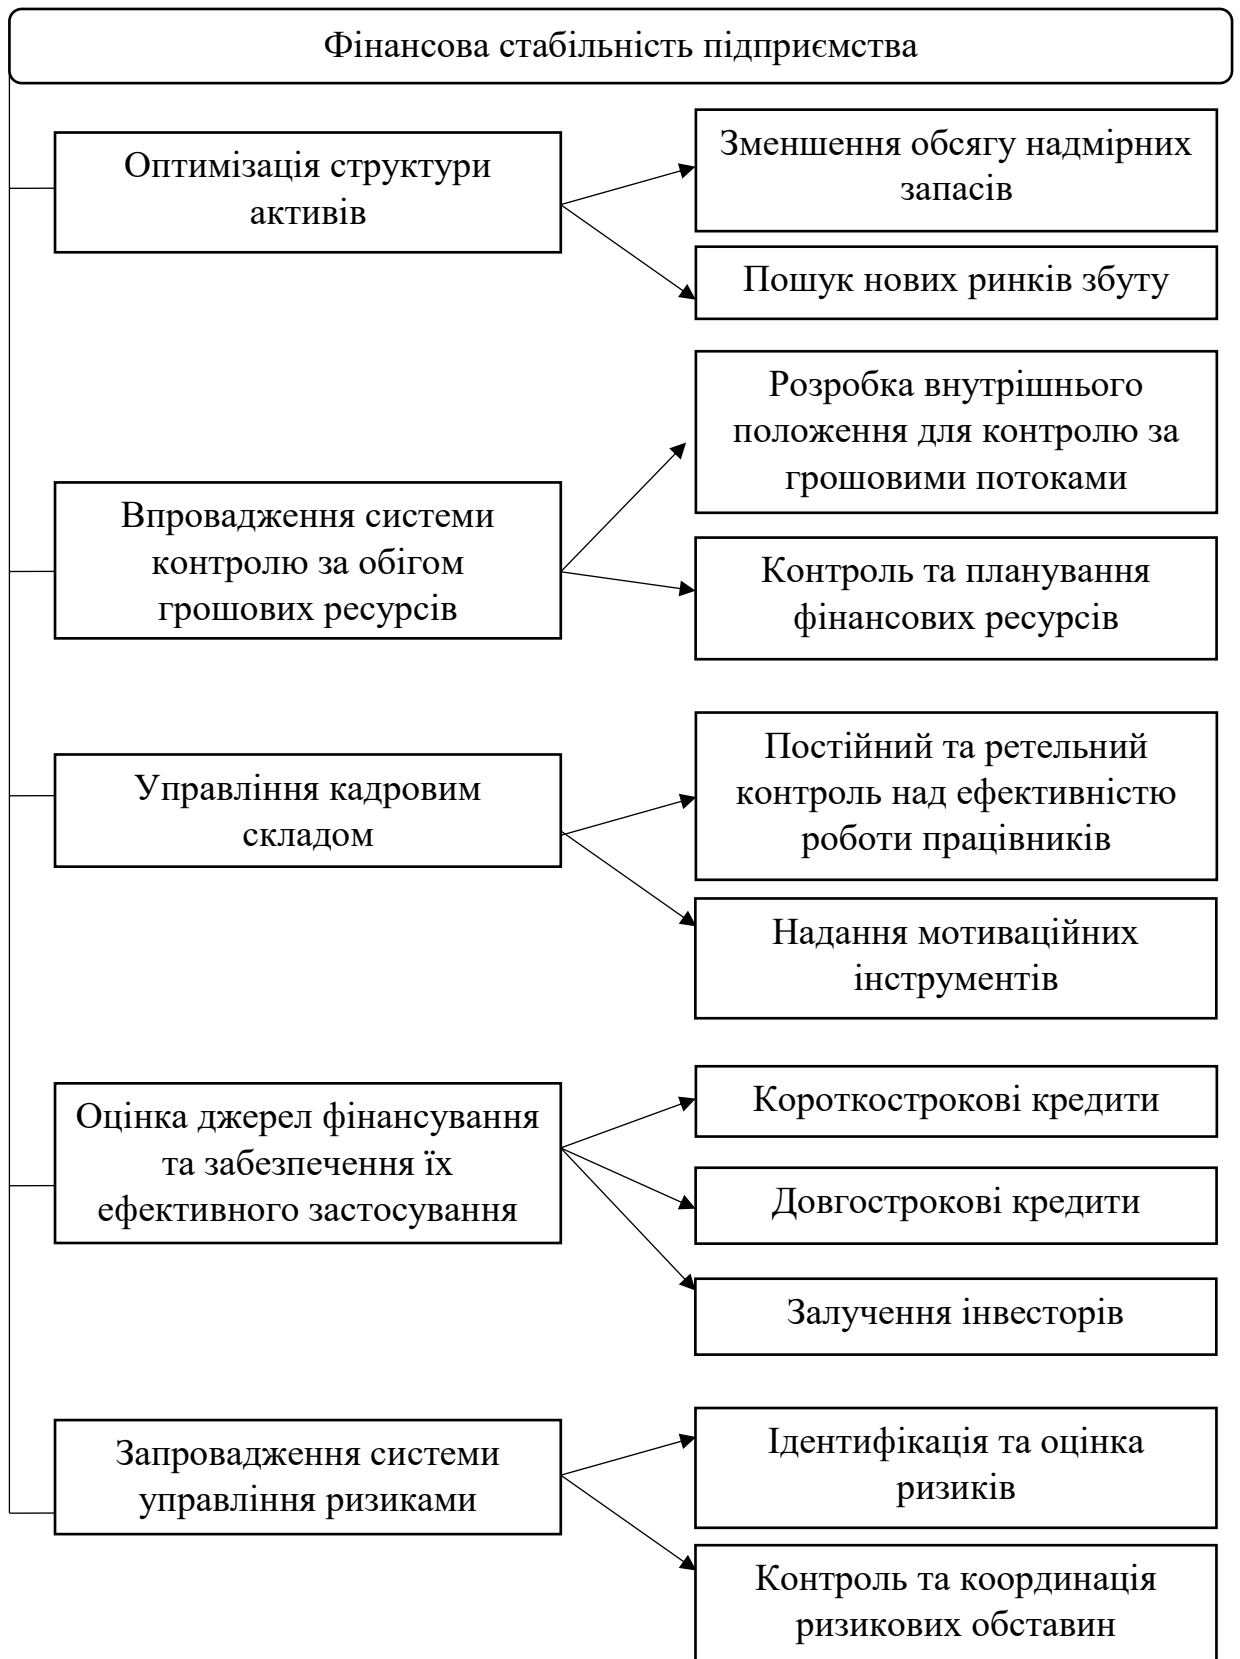 Фінансова стабільність підприємства
Оптимізація структури
активів
Зменшення обсягу надмірних
запасів
Пошук нових ринків збуту
Впровадження системи
контролю за обігом
грошових ресурсів
Розробка внутрішнього
положення для контролю за
грошовими потоками
Контроль та планування
фінансових ресурсів
Управління кадровим
складом
Постійний та ретельний
контроль над ефективністю
роботи працівників
Надання мотиваційних
інструментів
Оцінка джерел фінансування
та забезпечення їх
ефективного застосування
Короткострокові кредити
Довгострокові кредити
Залучення інвесторів
Запровадження системи
управління ризиками
Ідентифікація та оцінка
ризиків
Контроль та координація
ризикових обставин